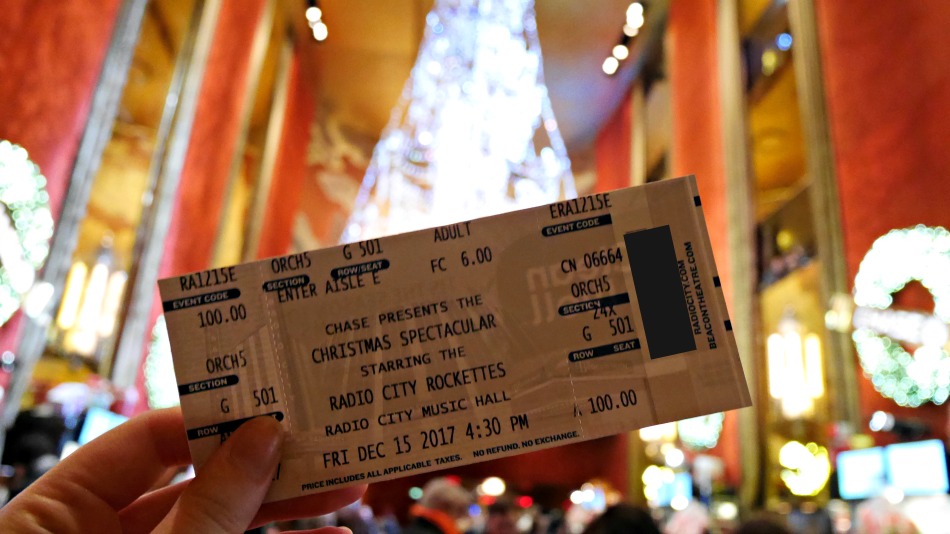 RA1215E
EVENT CODE
100.00
ORCH5
SECTION
G 501
ROW
ORCH5 G 501 ADULT
SECTION ROW/SEAT
ENTER AISLE E FC 6.00
CHASE PRESENTS THE
CHRISTMAS SPECTACULAR
STARRING THE
RADIO CITY ROCKETTES
RADIO CITY MUSIC HALL
FRI DEC 15 2017 4:30 PM
PRICE INCLUDES ALL APPLICABLE TAXES. NO REFUND. NO EXCHANGE.
ERA1215E
EVENT CODE
CN 06664
ORCH5
SECTION
24X
G 501
ROW SEAT
A 100.00
RADIOCITY.COM
BEACONTHEATRE.COM